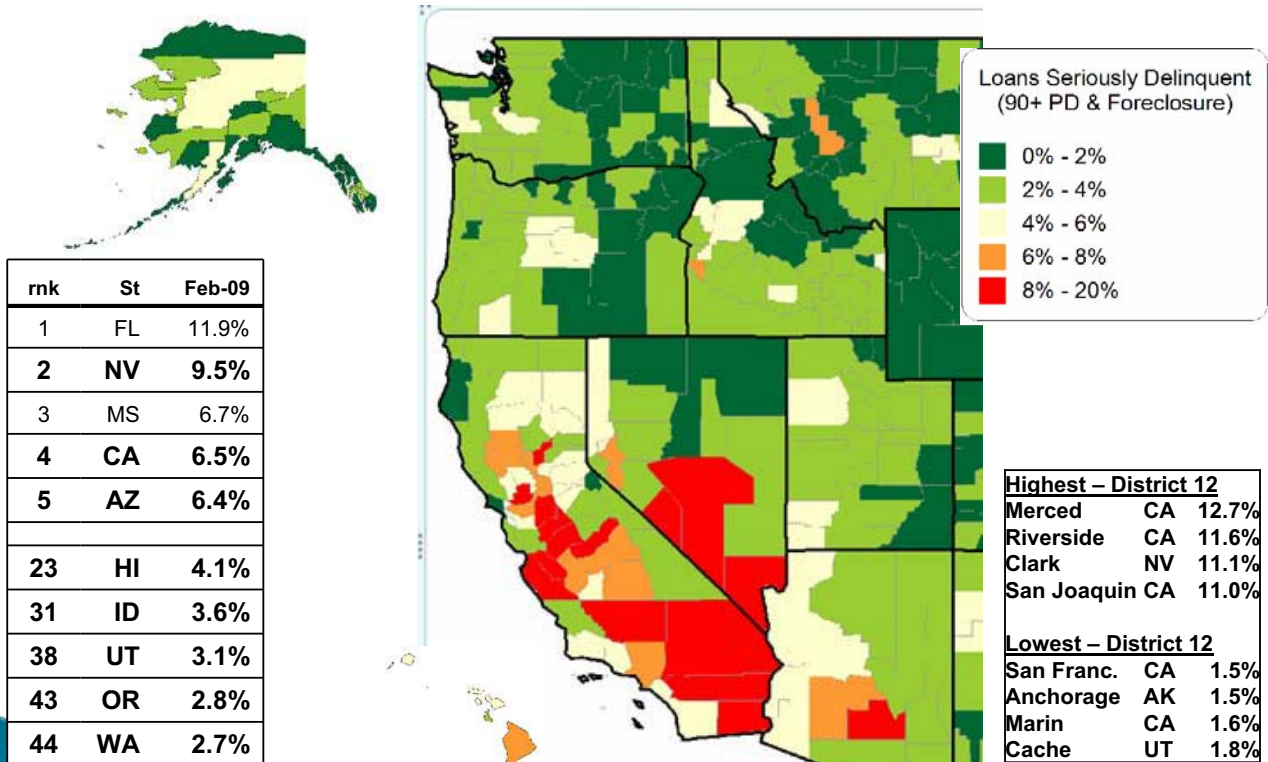 Loans Seriously Delinquent
(90+ PD & Foreclosure)
0% - 2%
2% - 4%
4% - 6%
6% - 8%
8% - 20%
rnk St Feb-09
1 FL 11.9%
2 NV 9.5%
3 MS 6.7%
4 CA 6.5%
5 AZ 6.4%
23 HI 4.1%
31 ID 3.6%
38 UT 3.1%
43 OR 2.8%
44 WA 2.7%
Highest – District 12
Merced CA 12.7%
Riverside CA 11.6%
Clark NV 11.1%
San Joaquin CA 11.0%
Lowest – District 12
San Franc. CA 1.5%
Anchorage AK 1.5%
Marin CA 1.6%
Cache UT 1.8%